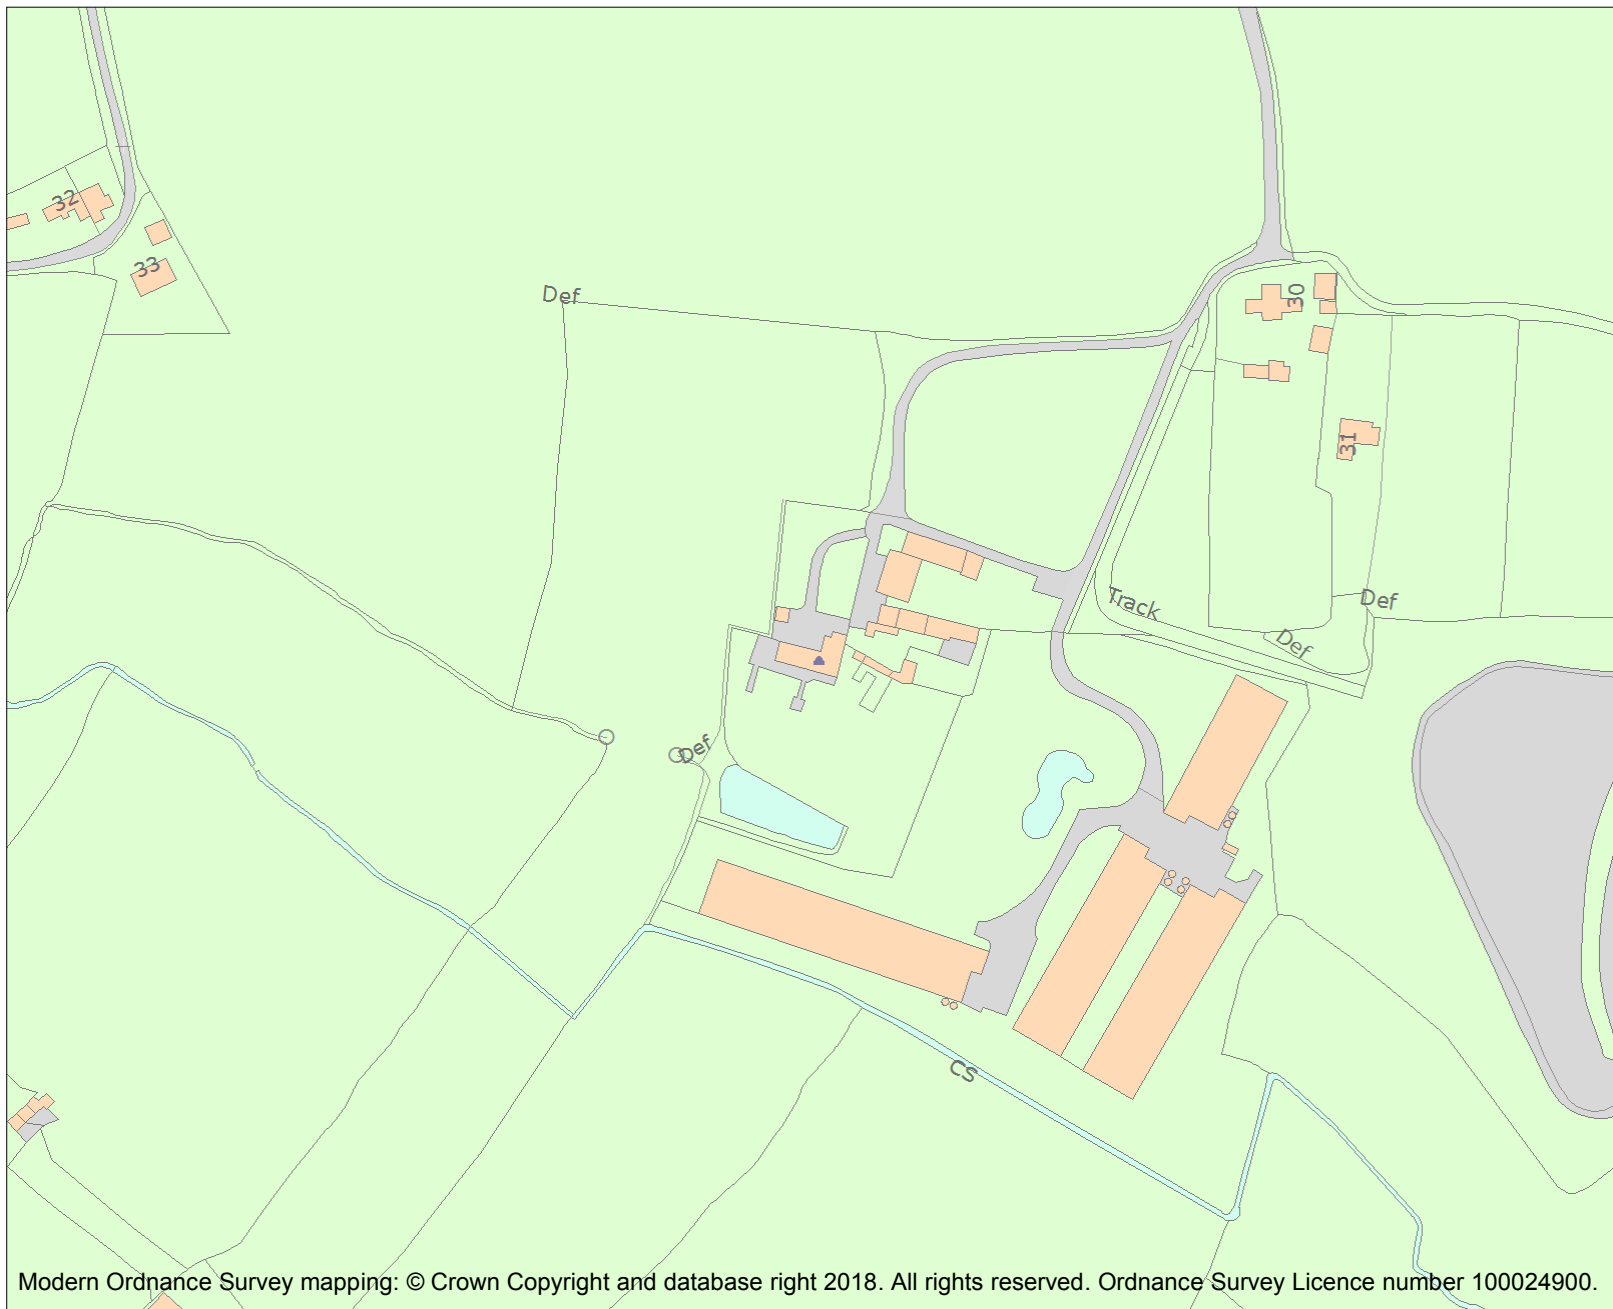 32
33
Def
30
31
Track
Def
Def
Def
CS
Modern Ordnance Survey mapping: © Crown Copyright and database right 2018. All rights reserved. Ordnance Survey Licence number 100024900.